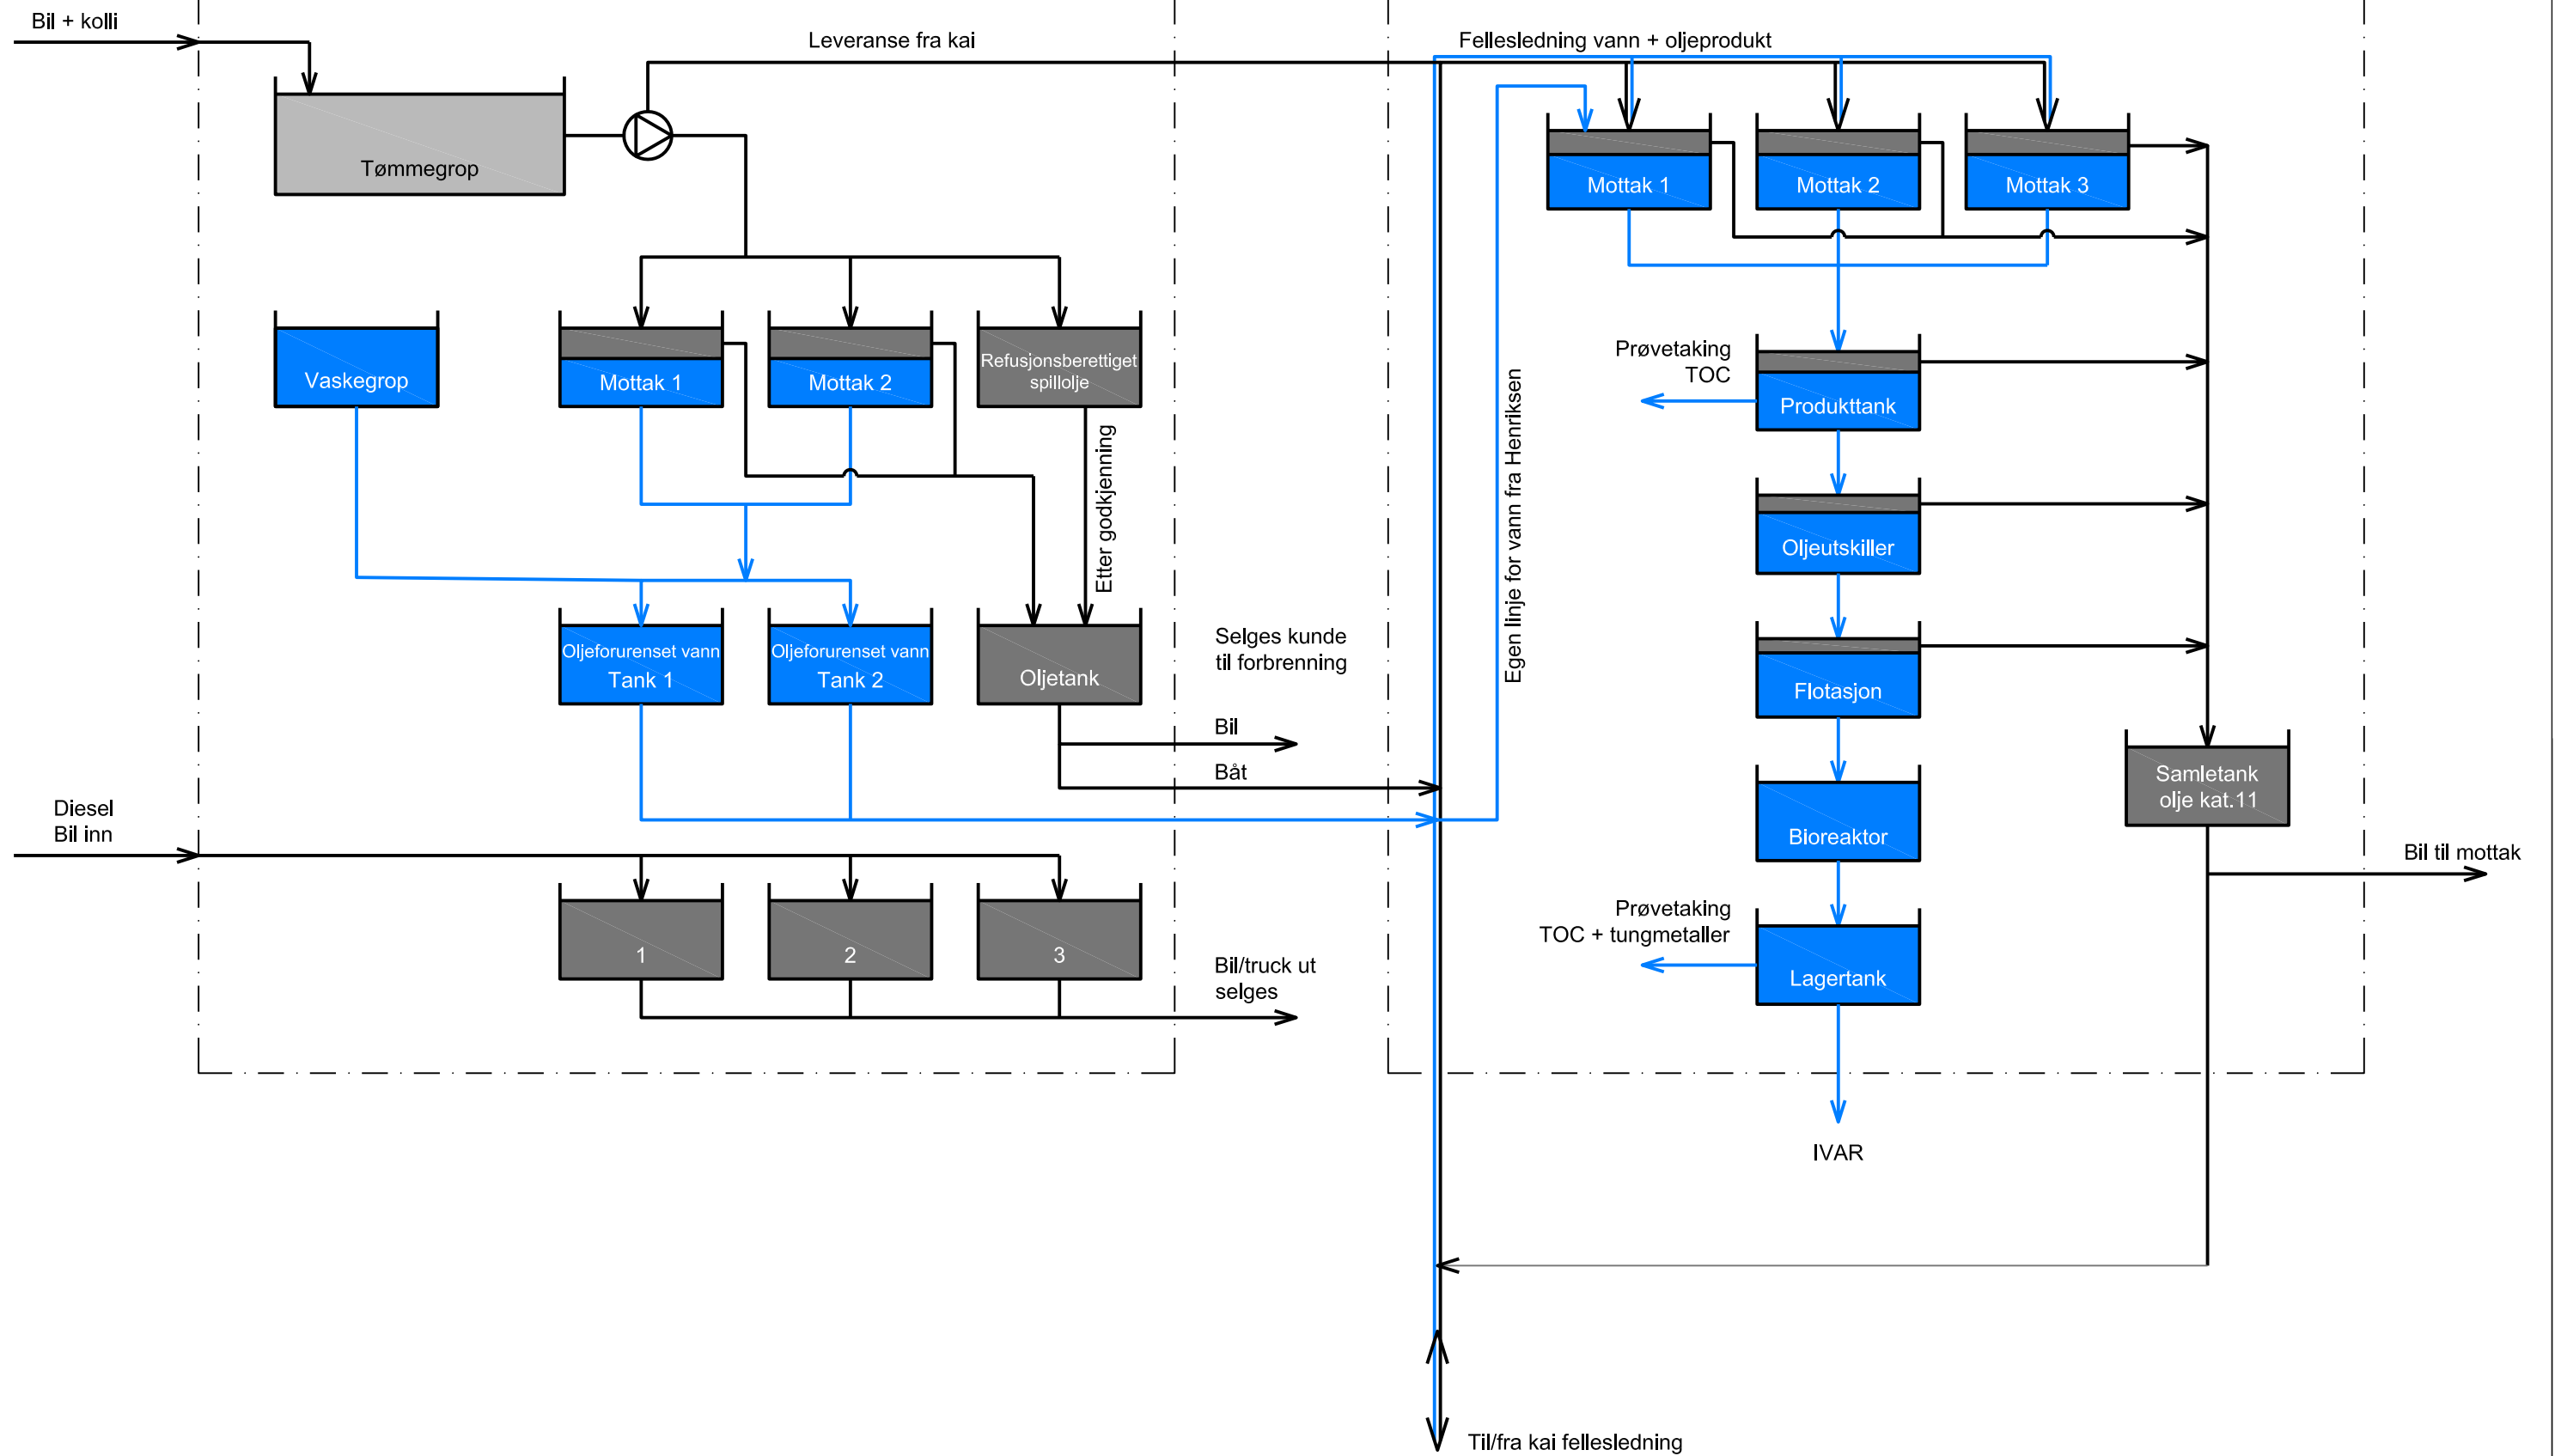 Bil + kolli
Leveranse fra kai
Fellesledning vann + oljeprodukt
Tømmegrop
Mottak 1
Mottak 2
Mottak 3
Vaskegrop
Mottak 1
Mottak 2
Refusjonsberettiget
spillolje
Etter godkjenning
Egen linje for vann fra Henriksen
Prøvetaking
TOC
Produkttank
Oljeutskiller
Oljeforurenset vann
Tank 1
Oljeforurenset vann
Tank 2
Oljetank
Selges kunde
til forbrenning
Bil
Båt
Flotasjon
Samletank
olje kat.11
Bioreaktor
Diesel
Bil inn
Bil til mottak
1
2
3
Bil/truck ut
selges
Prøvetaking
TOC + tungmetaller
Lagertank
IVAR
Til/fra kai fellesledning